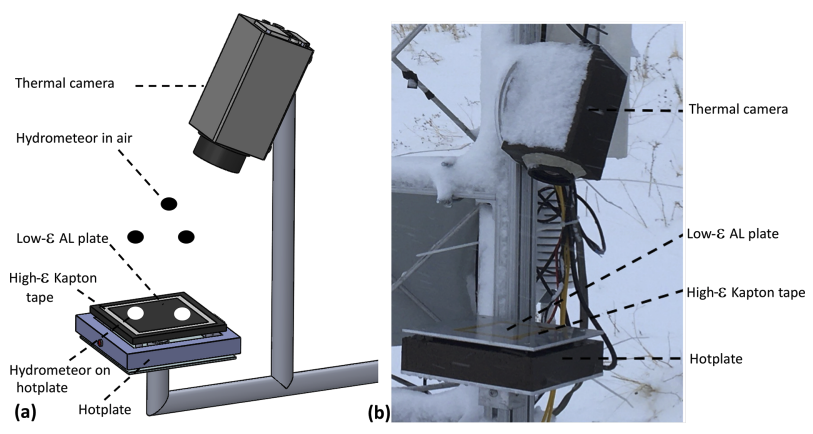 Thermal camera
Hydrometeor in air
Low-Ɛ AL plate
High-Ɛ Kapton
tape
Hydrometeor on
hotplate
Hotplate
(a)
Thermal camera
Low-Ɛ AL plate
High-Ɛ Kapton tape
Hotplate
(b)